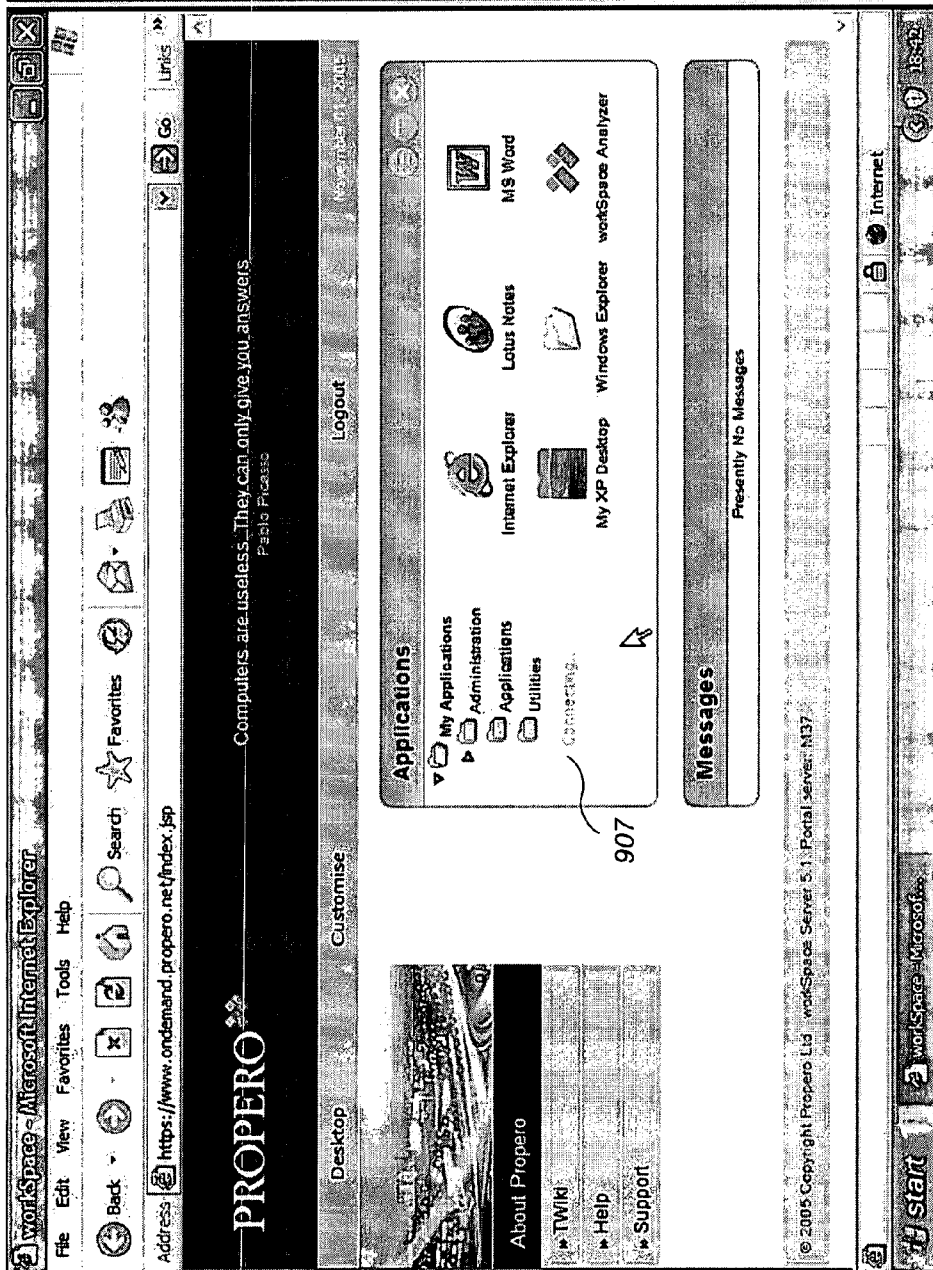 workSpace - Microsoft Internet Explorer
File Edit View Favorites Tools Help
Back Search Favorites
Address https://www.ondemand.propero.net/index.jsp Go Links »
PROPERO
Computers are useless. They can only give you answers
Pablo Picasso
Desktop Customise Logout November 01, 2005
About Propero
» TWiki
» Help
» Support
Applications
My Applications
Administration
Applications
Utilities
Connecting...
Internet Explorer Lotus Notes MS Word
My XP Desktop Windows Explorer workSpace Analyzer
907
Messages
Presently No Messages
© 2005 Copyright Propero Ltd workSpace Server 5.1 Portal server: M37
Internet
start workSpace - Microsof... 18:42